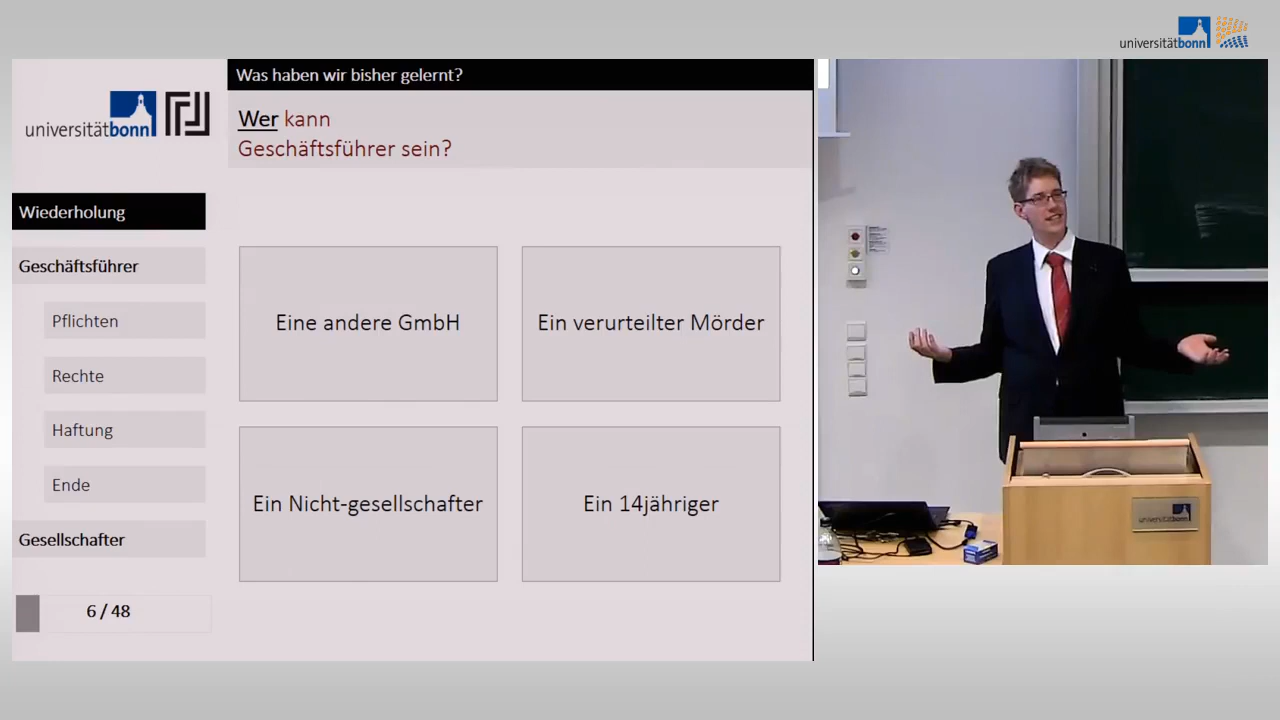 universitätbonn
Was haben wir bisher gelernt?
universitätbonn
Wer kann
Geschäftsführer sein?
Wiederholung
Geschäftsführer
Pflichten
Rechte
Haftung
Ende
Gesellschafter
6 / 48
Eine andere GmbH
Ein verurteilter Mörder
Ein Nicht-gesellschafter
Ein 14jähriger
universitätbonn